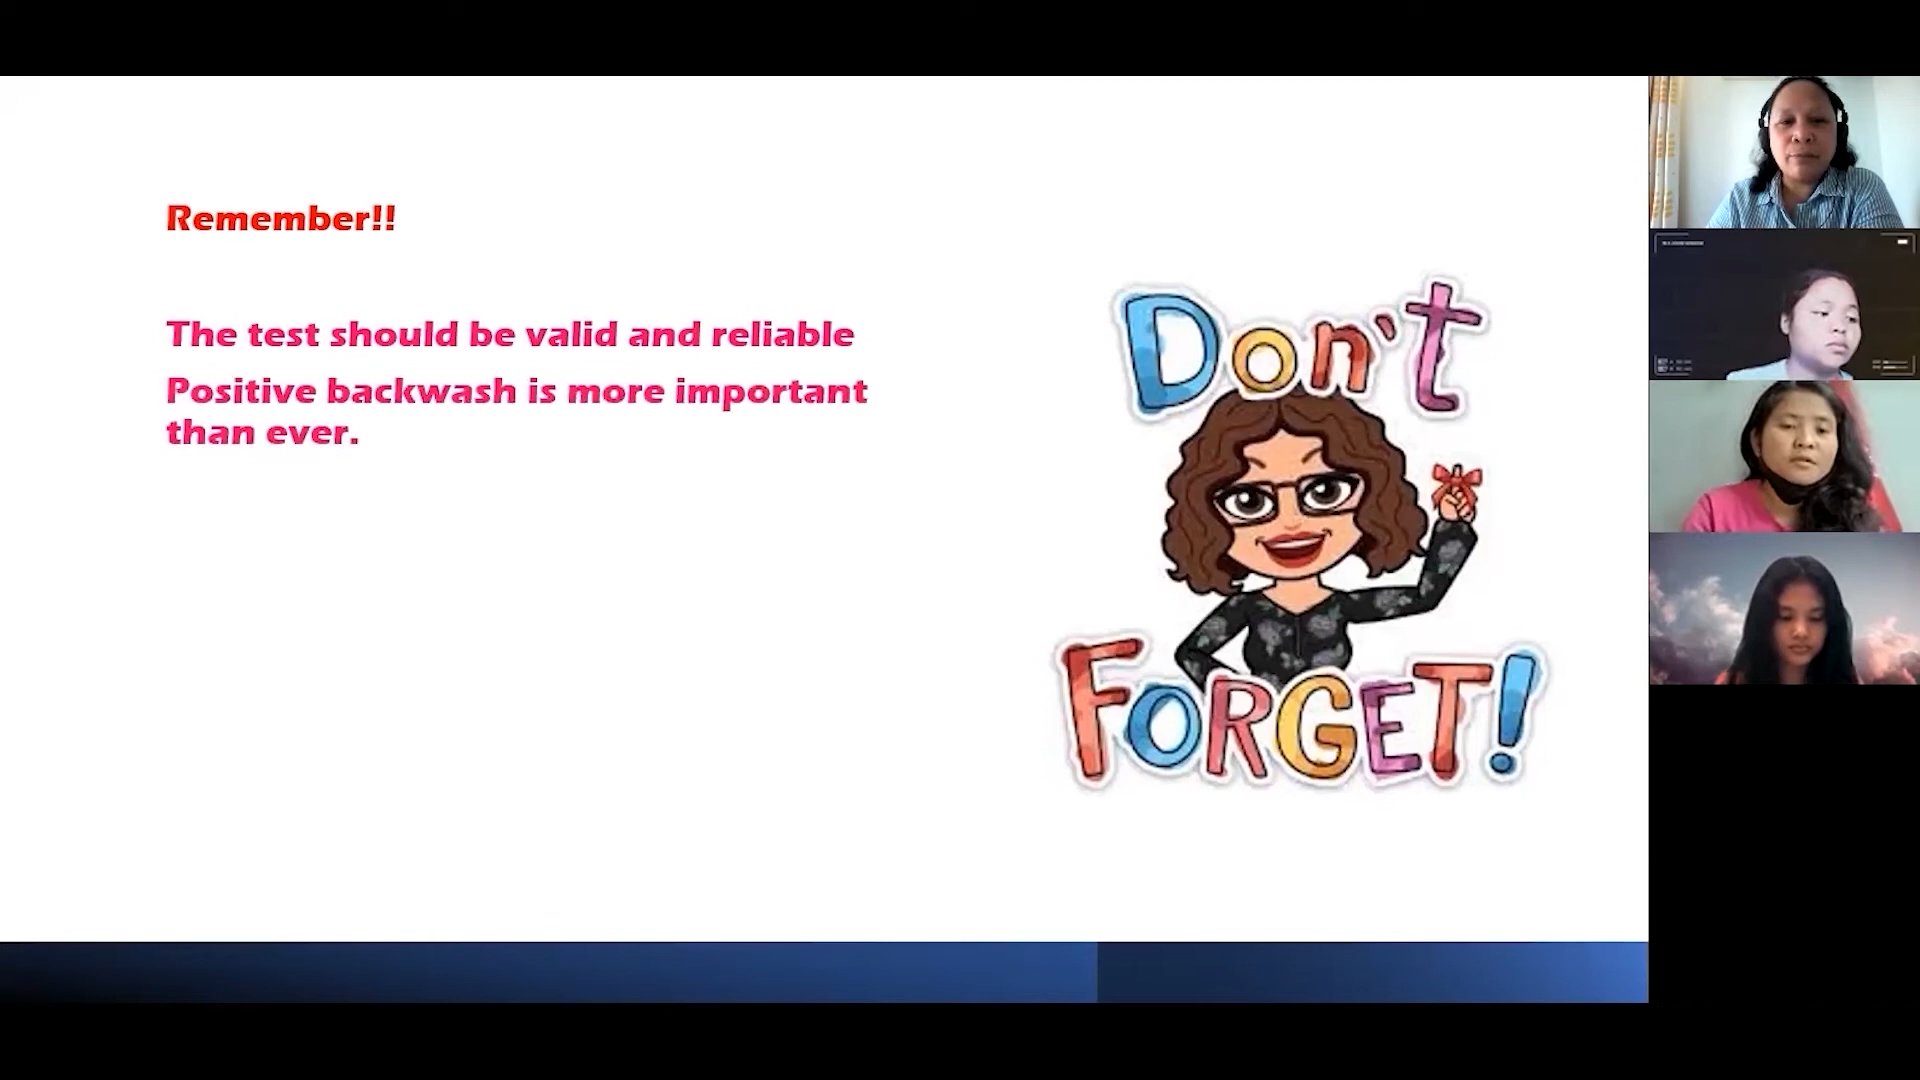 Remember!!
The test should be valid and reliable
Positive backwash is more important
than ever.
Don't
FORGET!